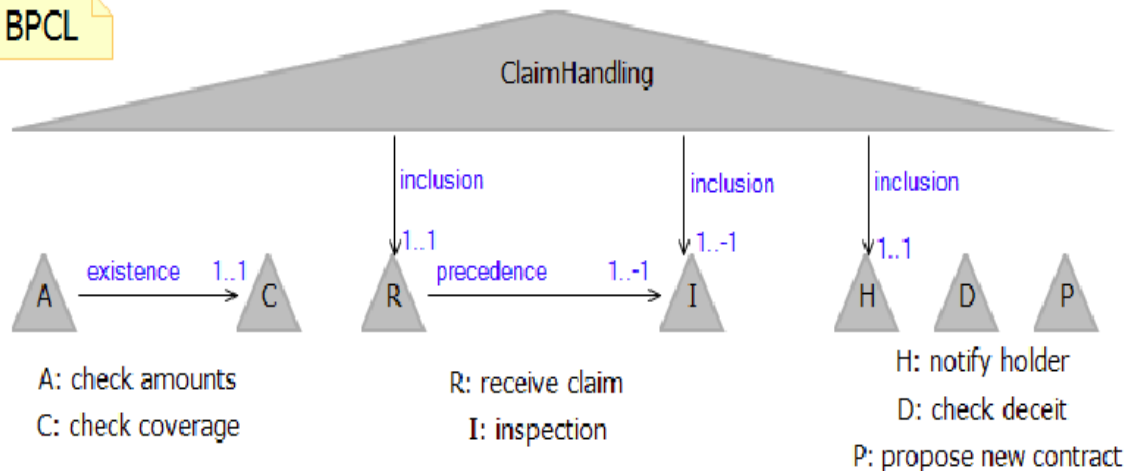 BPCL
ClaimHandling
inclusion
inclusion
inclusion
1..1
1..-1
1..1
existence
1..1
precedence
1..-1
A
C
R
I
H
D
P
A: check amounts
C: check coverage
R: receive claim
I: inspection
H: notify holder
D: check deceit
P: propose new contract